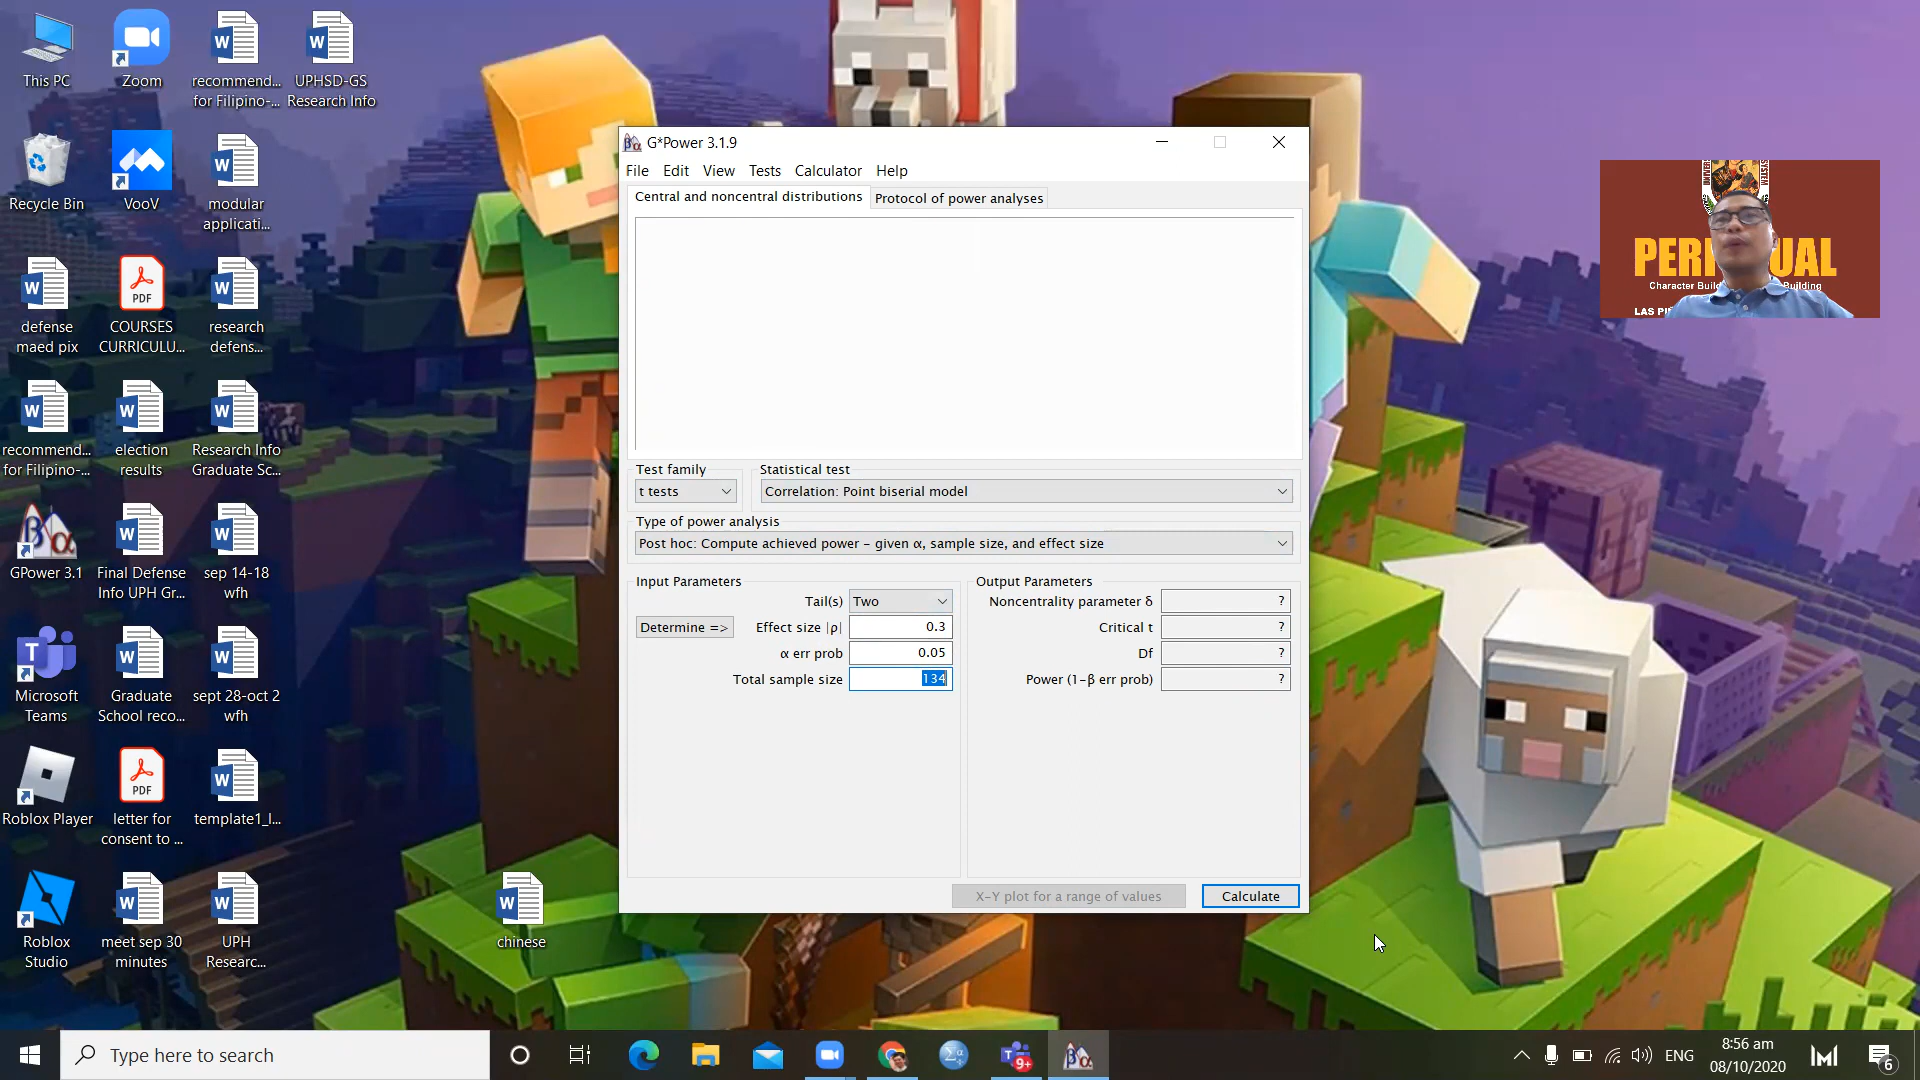 This PC
Zoom
recommend...
for Filipino-...
UPHSD-GS
Research Info
Recycle Bin
VooV
modular
applicati...
defense
maed pix
PDF
COURSES
CURRICULU...
research
defens...
recommend...
for Filipino-...
election
results
Research Info
Graduate Sc...
GPower 3.1
Final Defense
Info UPH Gr...
sep 14-18
wfh
Microsoft
Teams
Graduate
School reco...
sept 28-oct 2
wfh
Roblox Player
PDF
letter for
consent to ...
template1_l...
Roblox
Studio
meet sep 30
minutes
UPH
Researc...
chinese
G*Power 3.1.9
File Edit View Tests Calculator Help
Central and noncentral distributions
Protocol of power analyses
Test family
Statistical test
t tests
Correlation: Point biserial model
Type of power analysis
Post hoc: Compute achieved power – given α, sample size, and effect size
Input Parameters
Tail(s) Two
Determine => Effect size |ρ| 0.3
α err prob 0.05
Total sample size 134
Output Parameters
Noncentrality parameter δ ?
Critical t ?
Df ?
Power (1-β err prob) ?
X-Y plot for a range of values
Calculate
PER UAL
Character Build Building
LAS PI
Type here to search
9+
ENG
8:56 am
08/10/2020
6